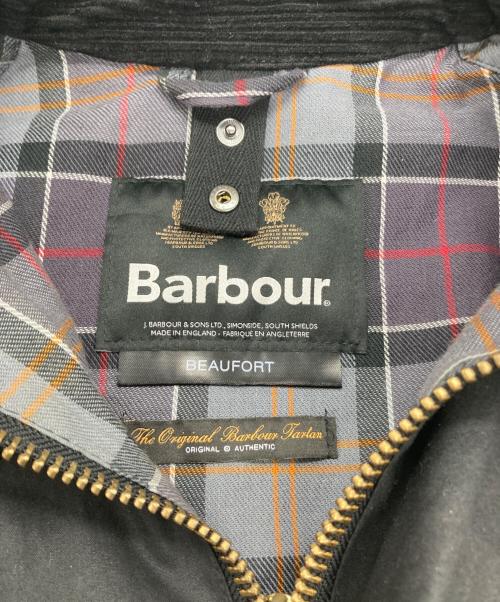 Barbour®
J. BARBOUR & SONS LTD, SIMONSIDE, SOUTH SHIELDS
MADE IN ENGLAND - FABRIQUÉ EN ANGLETERRE
BEAUFORT
The Original Barbour Tartan
ORIGINAL © AUTHENTIC